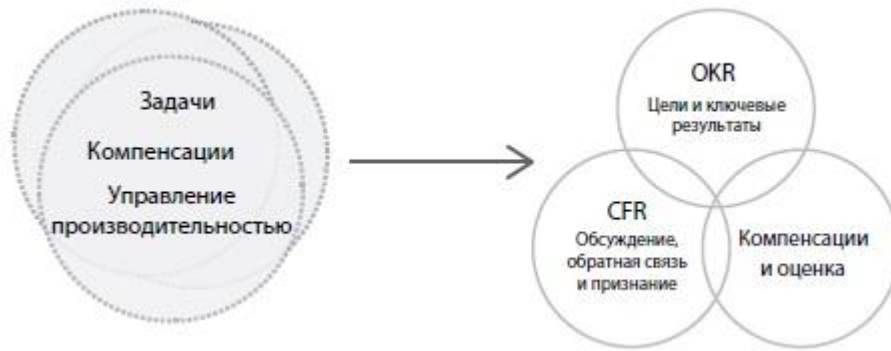 Задачи
Компенсации
Управление
производительностью
OKR
Цели и ключевые
результаты
CFR
Обсуждение,
обратная связь
и признание
Компенсации
и оценка